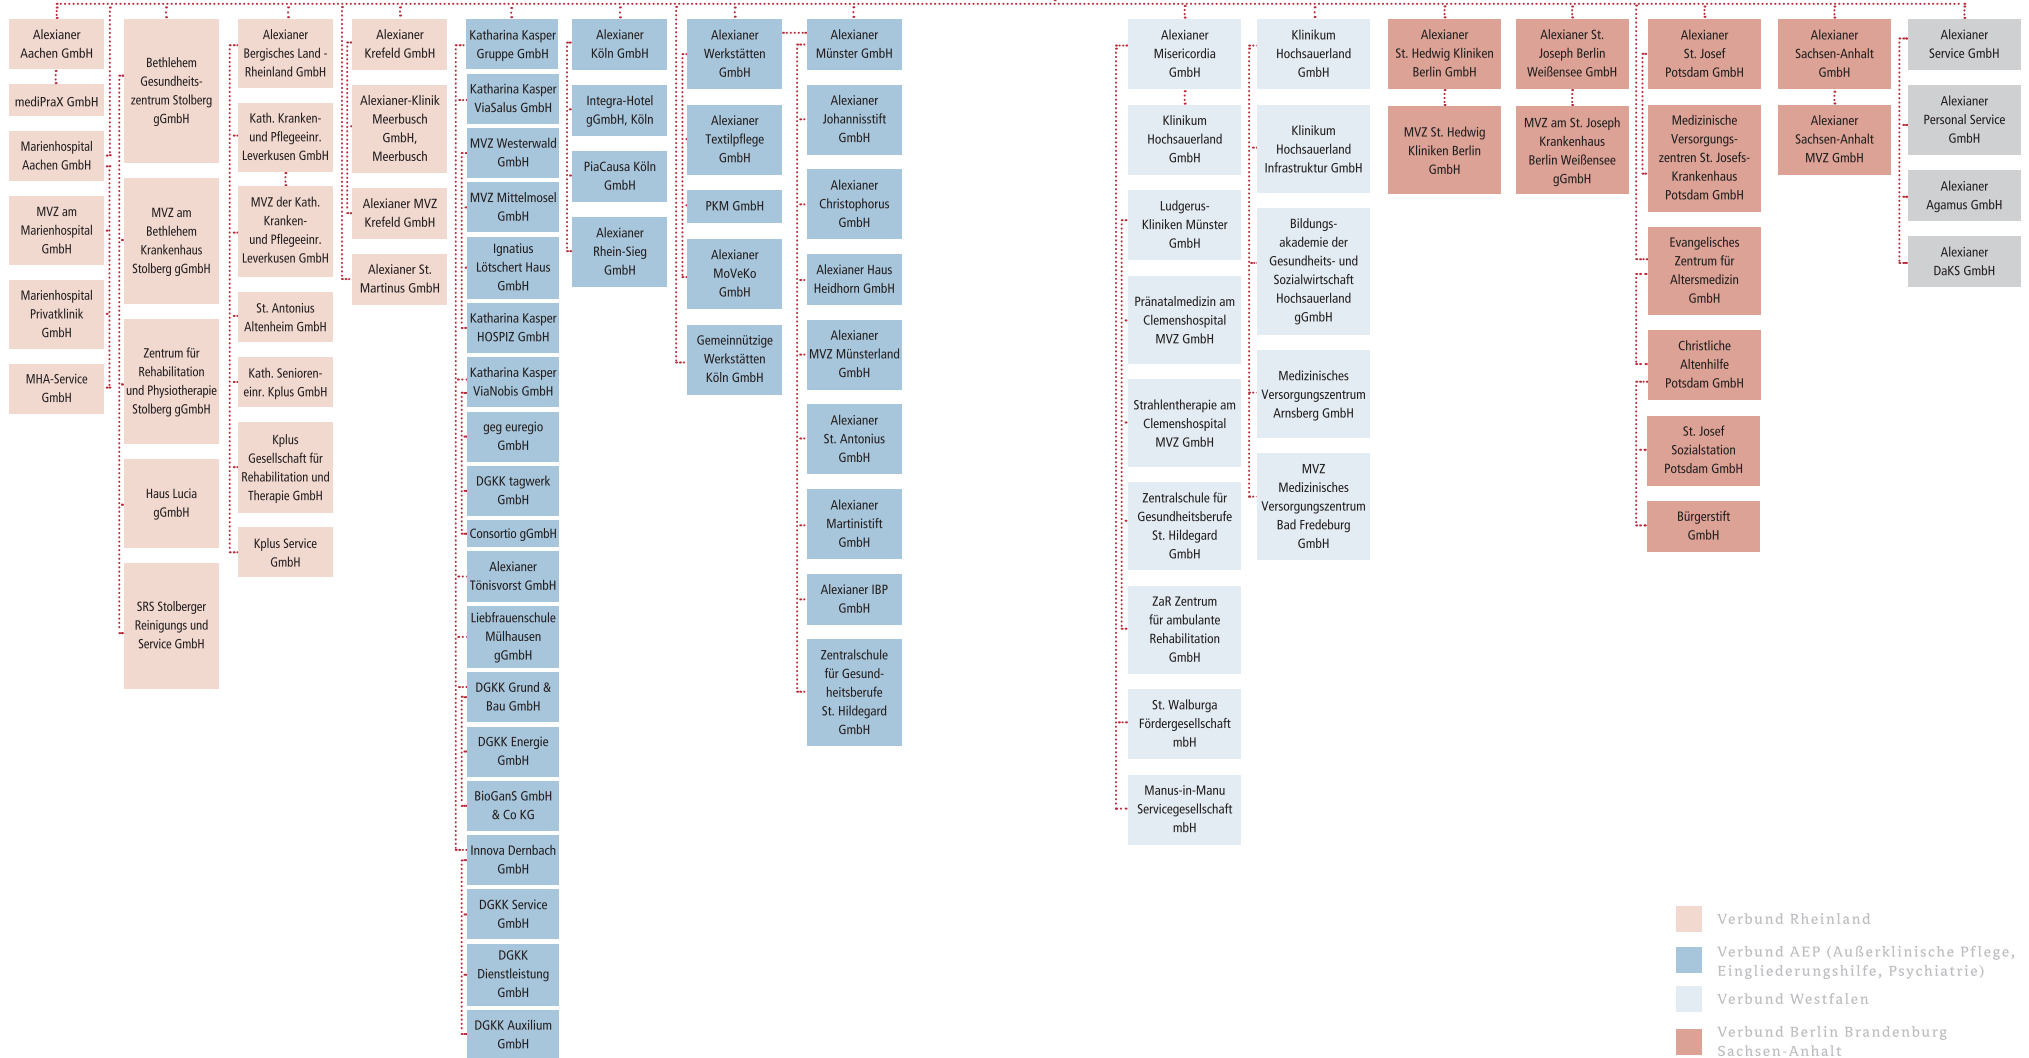 Alexianer
Aachen GmbH
mediPraX GmbH
Marienhospital
Aachen GmbH
MVZ am
Marienhospital
GmbH
Marienhospital
Privatklinik
GmbH
MHA-Service
GmbH
Bethlehem
Gesundheits-
zentrum Stolberg
gGmbH
MVZ am
Bethlehem
Krankenhaus
Stolberg gGmbH
Zentrum für
Rehabilitation
und Physiotherapie
Stolberg gGmbH
Haus Lucia
gGmbH
SRS Stolberger
Reinigungs und
Service GmbH
Alexianer
Bergisches Land -
Rheinland GmbH
Kath. Kranken-
und Pflegeeinr.
Leverkusen GmbH
MVZ der Kath.
Kranken-
und Pflegeeinr.
Leverkusen GmbH
St. Antonius
Altenheim GmbH
Kath. Senioren-
einr. Kplus GmbH
Kplus
Gesellschaft für
Rehabilitation und
Therapie GmbH
Kplus Service
GmbH
Alexianer
Krefeld GmbH
Alexianer-Klinik
Meerbusch
GmbH,
Meerbusch
Alexianer MVZ
Krefeld GmbH
Alexianer St.
Martinus GmbH
Katharina Kasper
Gruppe GmbH
Katharina Kasper
ViaSalus GmbH
MVZ Westerwald
GmbH
MVZ Mittelmosel
GmbH
Ignatius
Lötschert Haus
GmbH
Katharina Kasper
HOSPIZ GmbH
Katharina Kasper
ViaNobis GmbH
geg euregio
GmbH
DGKK tagwerk
GmbH
Consortio gGmbH
Alexianer
Tönisvorst GmbH
Liebfrauenschule
Mülhausen
gGmbH
DGKK Grund &
Bau GmbH
DGKK Energie
GmbH
BioGanS GmbH
& Co KG
Innova Dernbach
GmbH
DGKK Service
GmbH
DGKK
Dienstleistung
GmbH
DGKK Auxilium
GmbH
Alexianer
Köln GmbH
Integra-Hotel
gGmbH, Köln
PiaCausa Köln
GmbH
Alexianer
Rhein-Sieg
GmbH
Alexianer
Werkstätten
GmbH
Alexianer
Textilpflege
GmbH
PKM GmbH
Alexianer
MoVeKo
GmbH
Gemeinnützige
Werkstätten
Köln GmbH
Alexianer
Münster GmbH
Alexianer
Johannisstift
GmbH
Alexianer
Christophorus
GmbH
Alexianer Haus
Heidhorn GmbH
Alexianer
MVZ Münsterland
GmbH
Alexianer
St. Antonius
GmbH
Alexianer
Martinistift
GmbH
Alexianer IBP
GmbH
Zentralschule
für Gesund-
heitsberufe
St. Hildegard
GmbH
Alexianer
Misericordia
GmbH
Klinikum
Hochsauerland
GmbH
Ludgerus-
Kliniken Münster
GmbH
Pränatalmedizin am
Clemenshospital
MVZ GmbH
Strahlentherapie am
Clemenshospital
MVZ GmbH
Zentralschule für
Gesundheitsberufe
St. Hildegard
GmbH
ZaR Zentrum
für ambulante
Rehabilitation
GmbH
St. Walburga
Fördergesellschaft
mbH
Manus-in-Manu
Servicegesellschaft
mbH
Klinikum
Hochsauerland
GmbH
Klinikum
Hochsauerland
Infrastruktur GmbH
Bildungs-
akademie der
Gesundheits- und
Sozialwirtschaft
Hochsauerland
gGmbH
Medizinisches
Versorgungszentrum
Arnsberg GmbH
MVZ
Medizinisches
Versorgungszentrum
Bad Fredeburg
GmbH
Alexianer
St. Hedwig Kliniken
Berlin GmbH
MVZ St. Hedwig
Kliniken Berlin
GmbH
Alexianer St.
Joseph Berlin
Weißensee GmbH
MVZ am St. Joseph
Krankenhaus
Berlin Weißensee
gGmbH
Alexianer
St. Josef
Potsdam GmbH
Medizinische
Versorgungs-
zentren St. Josefs-
Krankenhaus
Potsdam GmbH
Evangelisches
Zentrum für
Altersmedizin
GmbH
Christliche
Altenhilfe
Potsdam GmbH
St. Josef
Sozialstation
Potsdam GmbH
Bürgerstift
GmbH
Alexianer
Sachsen-Anhalt
GmbH
Alexianer
Sachsen-Anhalt
MVZ GmbH
Alexianer
Service GmbH
Alexianer
Personal Service
GmbH
Alexianer
Agamus GmbH
Alexianer
DaKS GmbH
Verbund Rheinland
Verbund AEP (Außerklinische Pflege,
Eingliederungshilfe, Psychiatrie)
Verbund Westfalen
Verbund Berlin Brandenburg
Sachsen-Anhalt